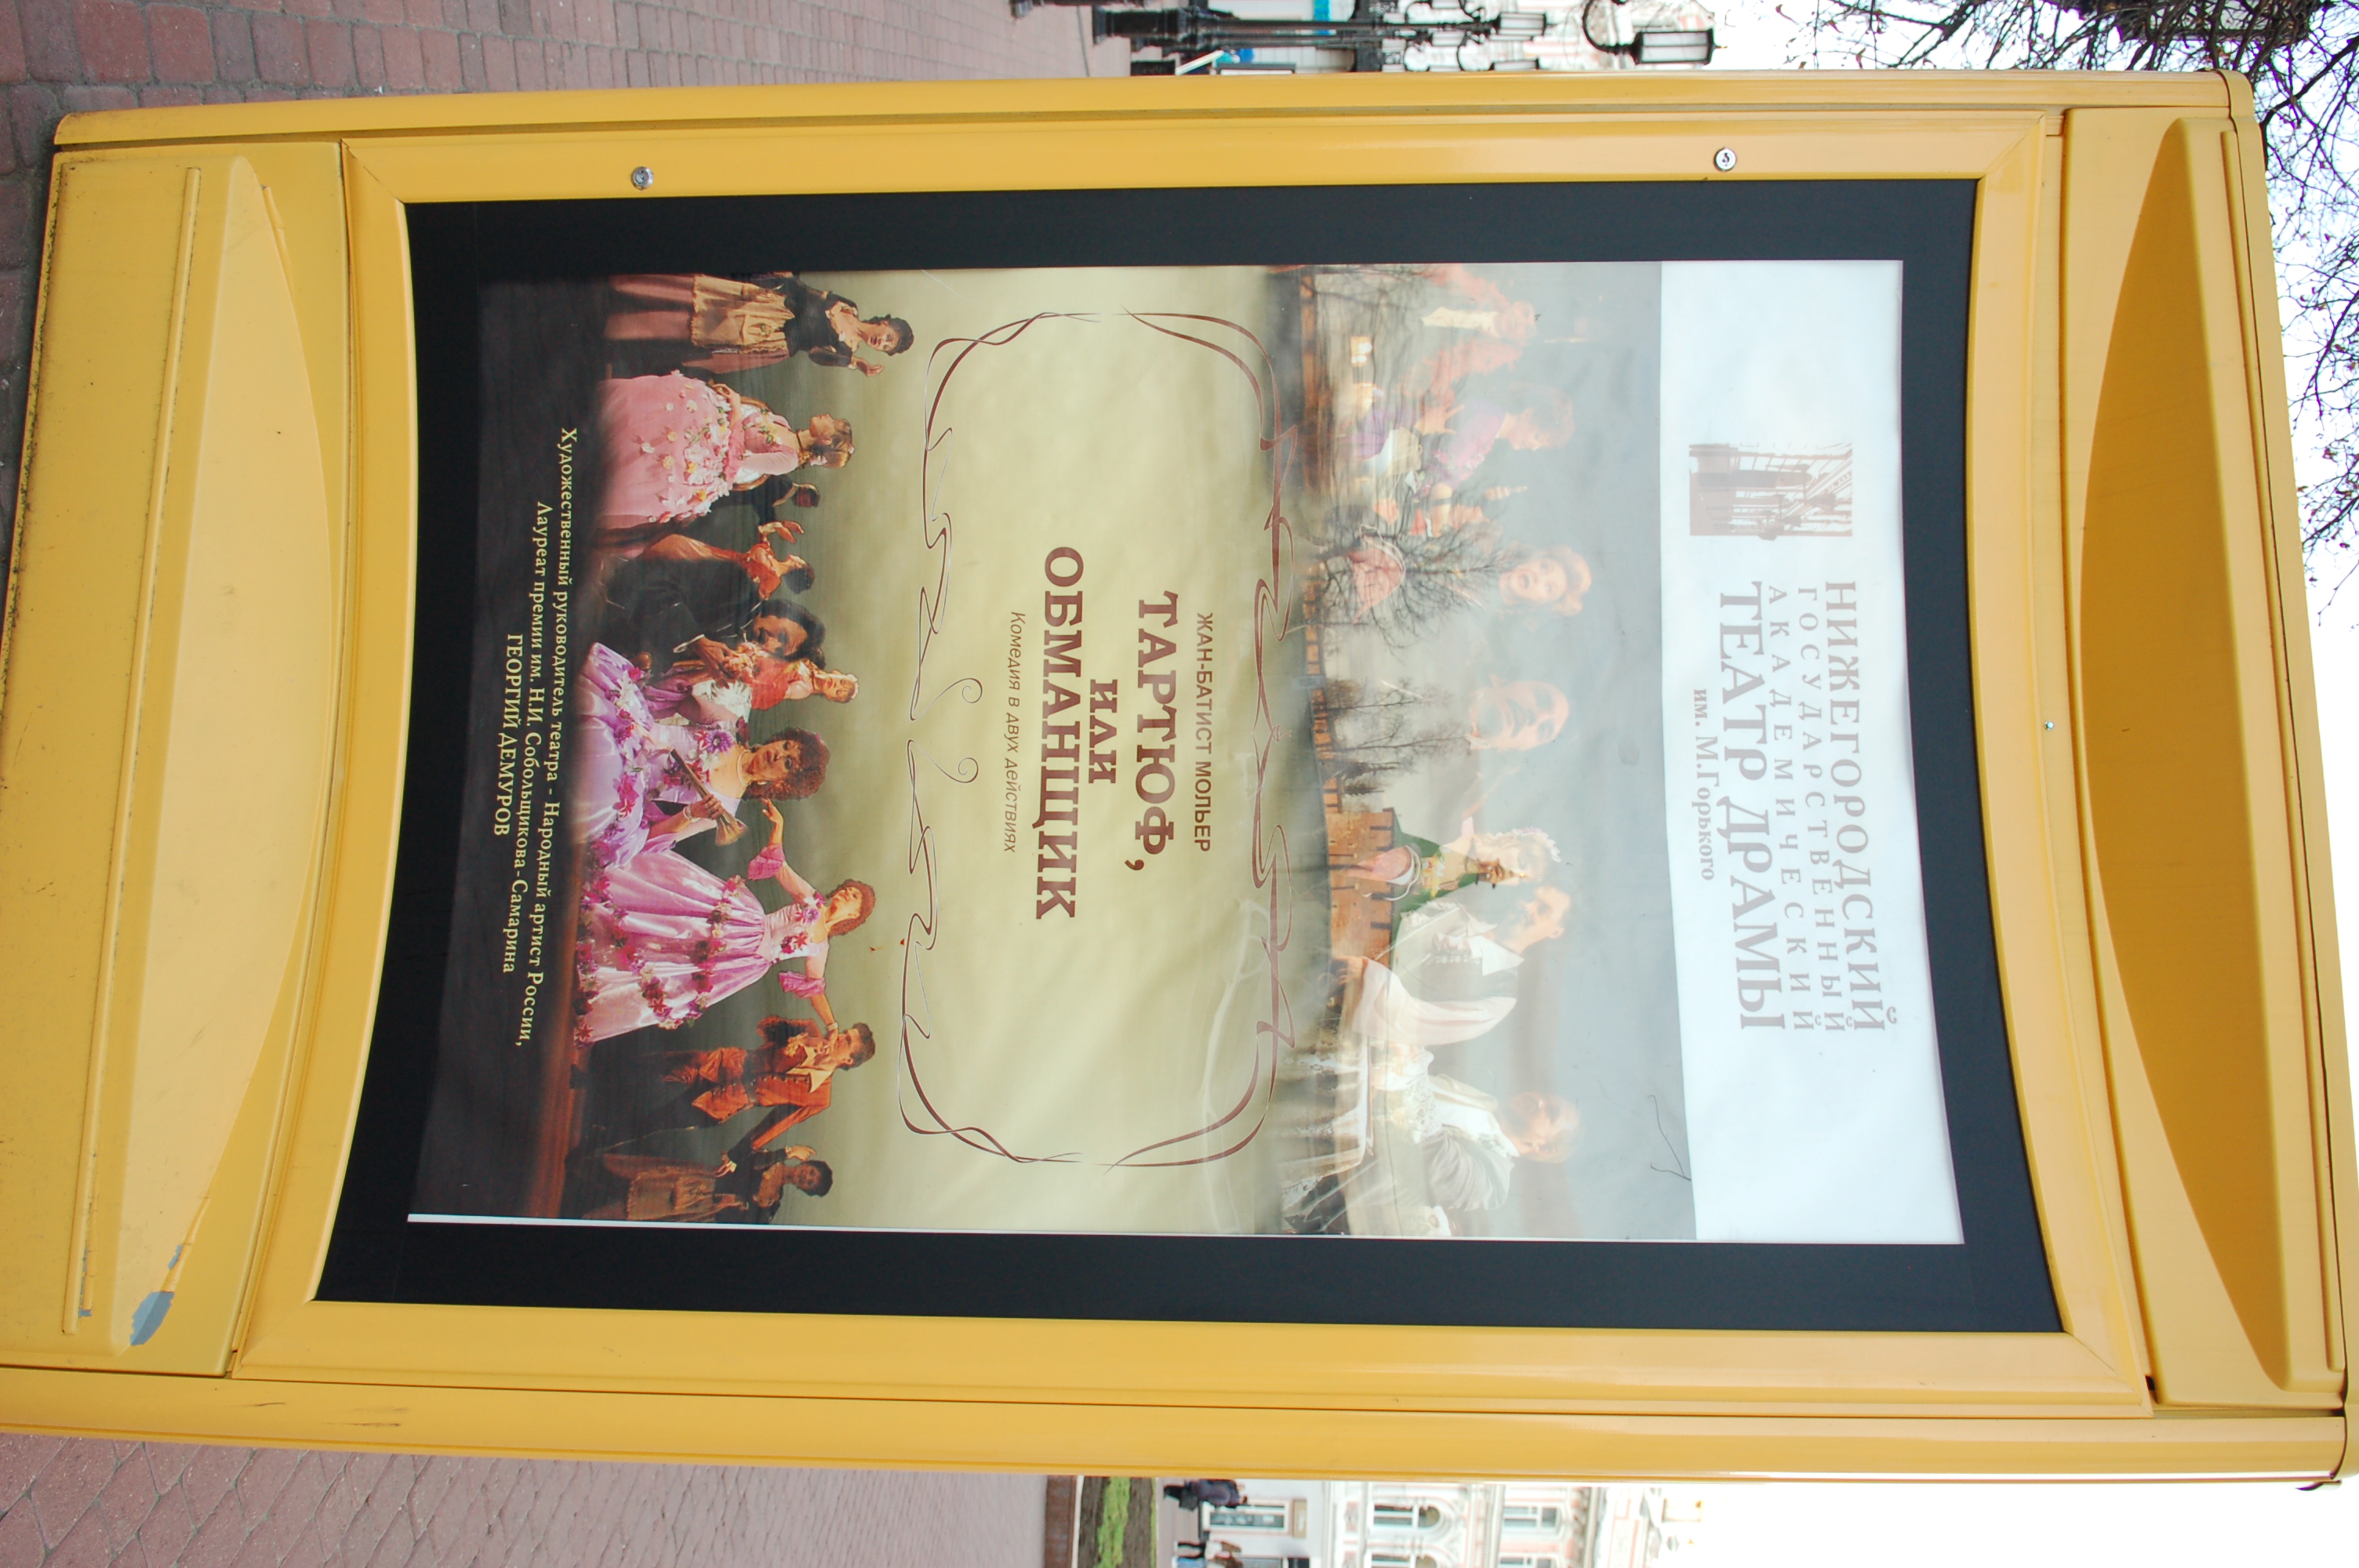 НИЖЕГОРОДСКИЙ
ГОСУДАРСТВЕННЫЙ
АКАДЕМИЧЕСКИЙ
ТЕАТР ДРАМЫ
им. М.Горького
ЖАН-БАТИСТ МОЛЬЕР
ТАРТЮФ,
ИЛИ
ОБМАНЩИК
Комедия в двух действиях
Художественный руководитель театра - Народный артист России,
Лауреат премии им. Н.И. Собольщикова-Самарина
ГЕОРГИЙ ДЕМУРОВ